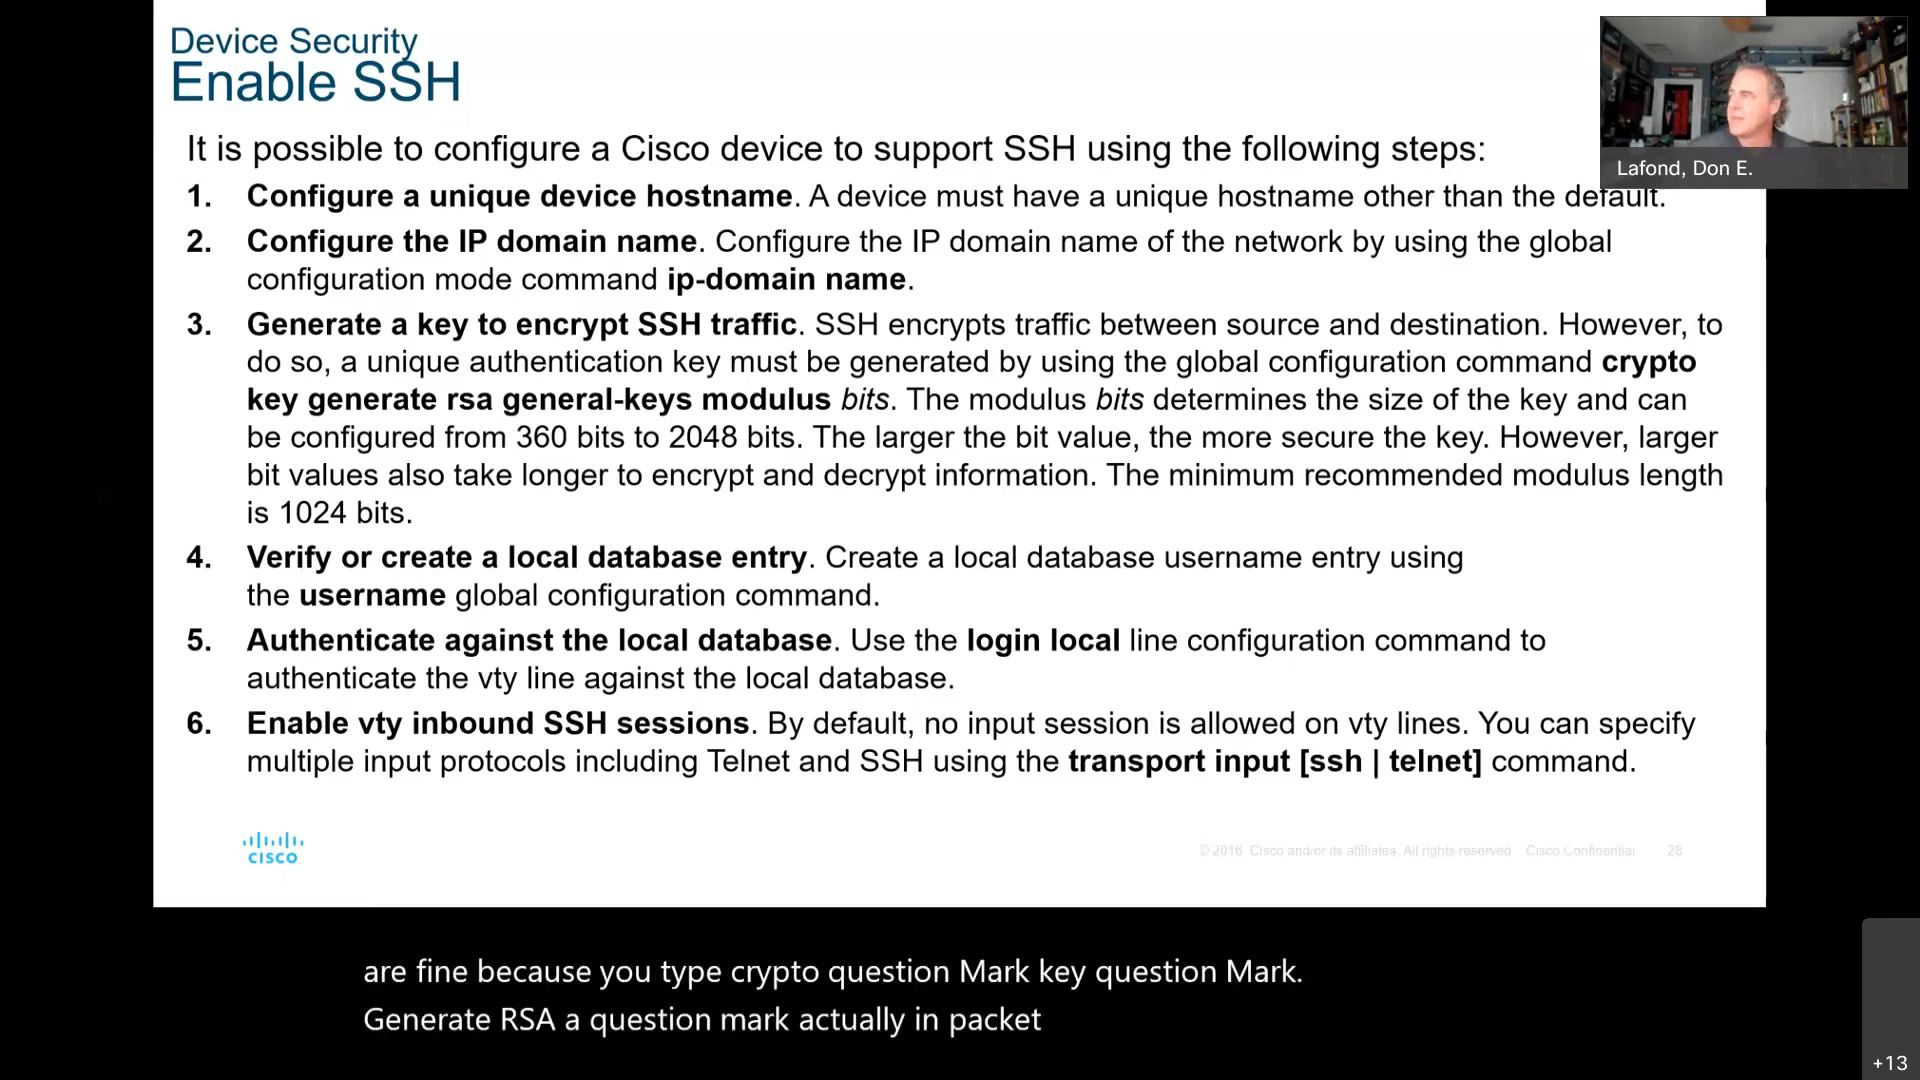 Device Security
Enable SSH
It is possible to configure a Cisco device to support SSH using the following steps:
1. Configure a unique device hostname. A device must have a unique hostname other than the default.
2. Configure the IP domain name. Configure the IP domain name of the network by using the global
configuration mode command ip-domain name.
3. Generate a key to encrypt SSH traffic. SSH encrypts traffic between source and destination. However, to
do so, a unique authentication key must be generated by using the global configuration command crypto
key generate rsa general-keys modulus bits. The modulus bits determines the size of the key and can
be configured from 360 bits to 2048 bits. The larger the bit value, the more secure the key. However, larger
bit values also take longer to encrypt and decrypt information. The minimum recommended modulus length
is 1024 bits.
4. Verify or create a local database entry. Create a local database username entry using
the username global configuration command.
5. Authenticate against the local database. Use the login local line configuration command to
authenticate the vty line against the local database.
6. Enable vty inbound SSH sessions. By default, no input session is allowed on vty lines. You can specify
multiple input protocols including Telnet and SSH using the transport input [ssh | telnet] command.
CISCO
© 2016 Cisco and/or its affiliates. All rights reserved. Cisco Confidential 28
Lafond, Don E.
are fine because you type crypto question Mark key question Mark.
Generate RSA a question mark actually in packet
+13